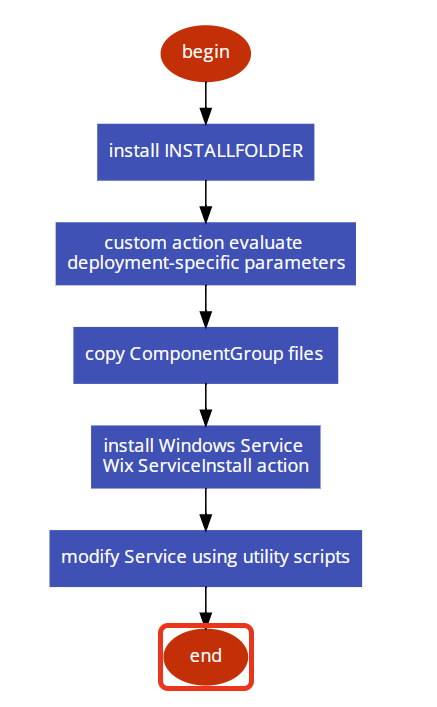 begin
install INSTALLFOLDER
custom action evaluate
deployment-specific parameters
copy ComponentGroup files
install Windows Service
Wix ServiceInstall action
modify Service using utility scripts
end